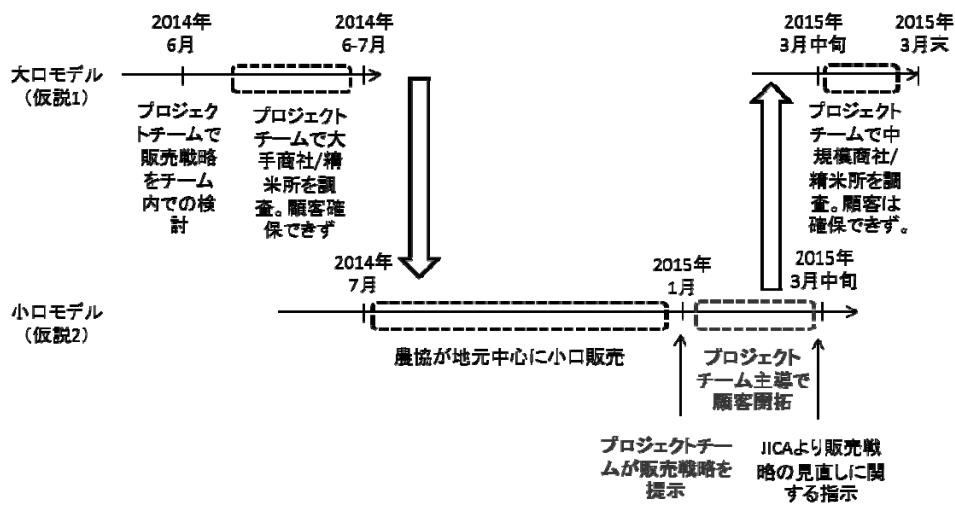 2014年
6月
2014年
6-7月
2015年
3月中旬
2015年
3月末
大口モデル
（仮説1）
プロジェク
トチームで
販売戦略
をチーム
内での検
討
プロジェクト
チームで大
手商社/精
米所を調
査。顧客確
保できず
プロジェクト
チームで中
規模商社/
精米所を調
査。顧客は
確保できず。
2014年
7月
2015年
1月
2015年
3月中旬
小口モデル
（仮説2）
農協が地元中心に小口販売
プロジェクト
チーム主導で
顧客開拓
プロジェクトチー
ムが販売戦略を
提示
JICAより販売戦
略の見直しに関
する指示